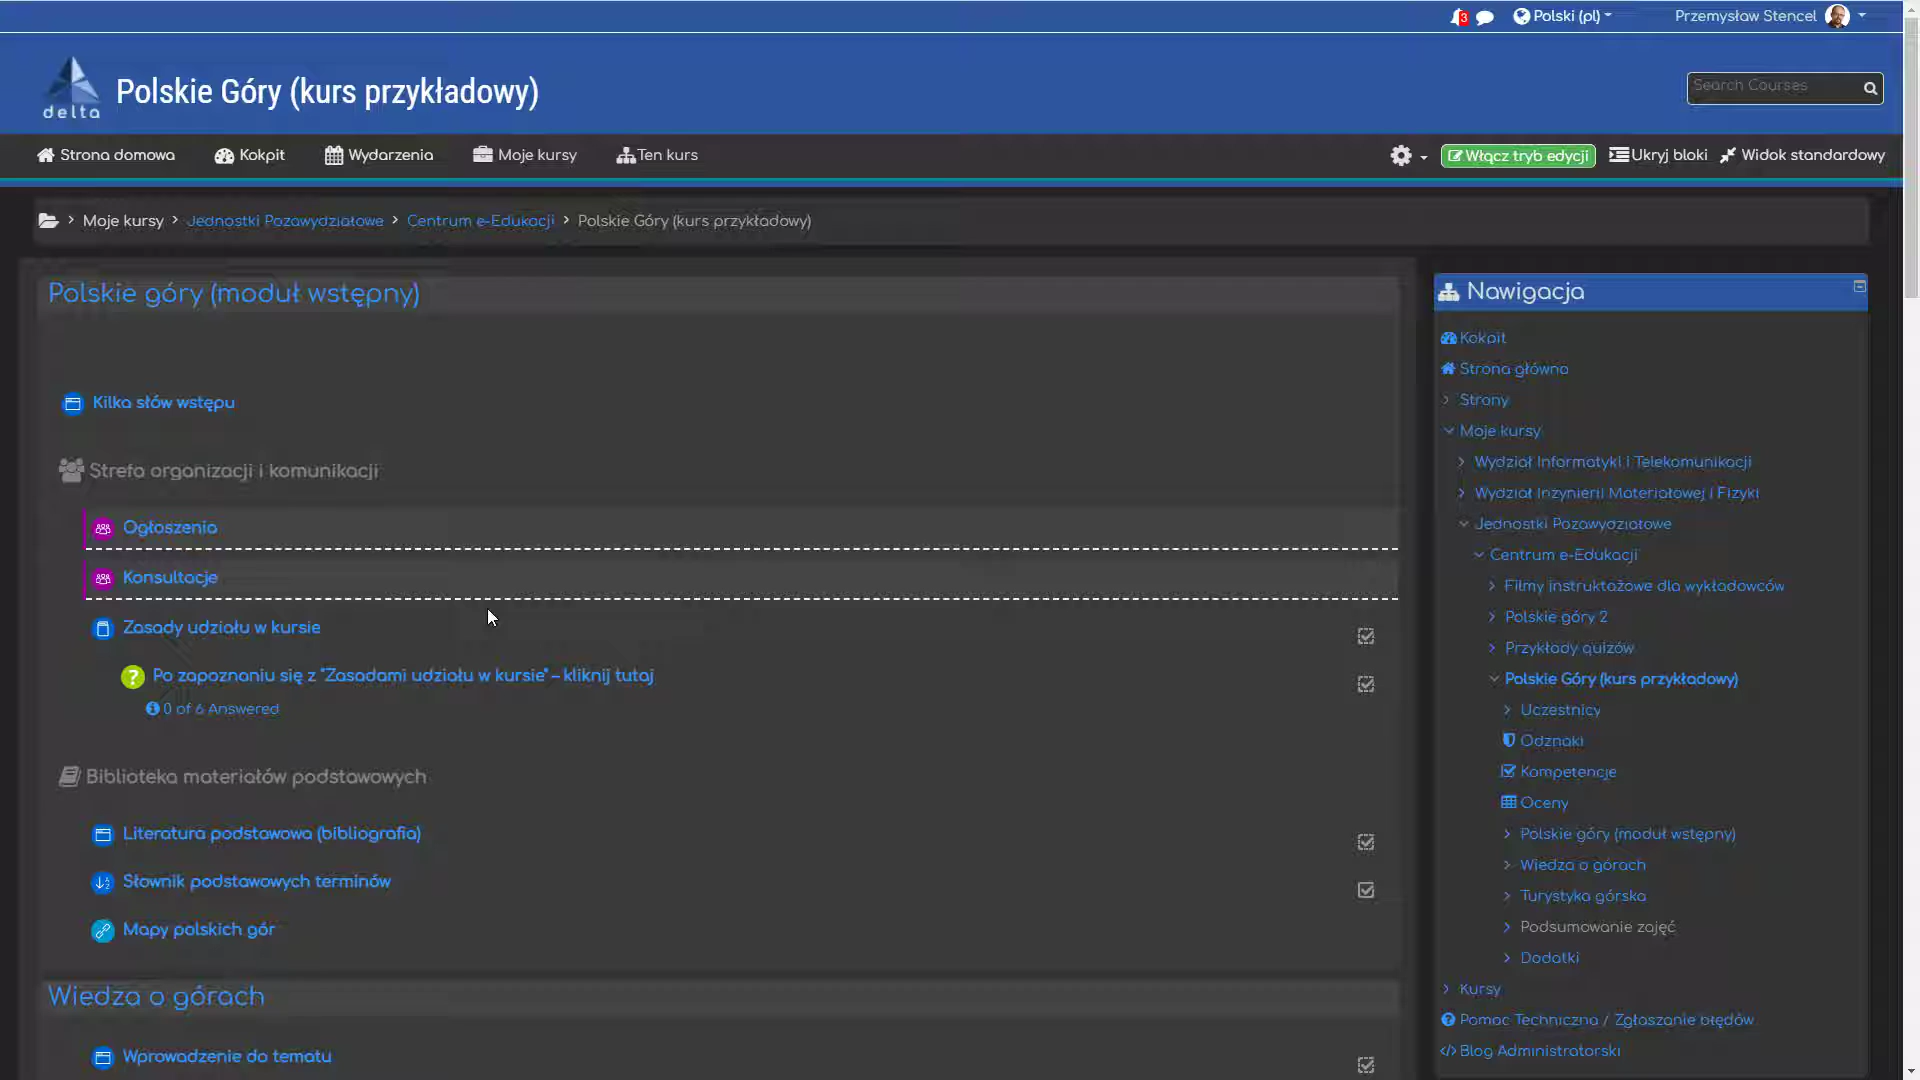 3
Polski (pl)
Przemysław Stencel
delta
Polskie Góry (kurs przykładowy)
Search Courses
Strona domowa
Kokpit
Wydarzenia
Moje kursy
Ten kurs
Włącz tryb edycji
Ukryj bloki
Widok standardowy
Moje kursy
Jednostki Pozawydziałowe
Centrum e-Edukacji
Polskie Góry (kurs przykładowy)
Polskie góry (moduł wstępny)
Kilka słów wstępu
Strefa organizacji i komunikacji
Ogłoszenia
Konsultacje
Zasady udziału w kursie
Po zapoznaniu się z "Zasadami udziału w kursie" – kliknij tutaj
0 of 6 Answered
Biblioteka materiałów podstawowych
Literatura podstawowa (bibliografia)
Słownik podstawowych terminów
Mapy polskich gór
Wiedza o górach
Wprowadzenie do tematu
Nawigacja
Kokpit
Strona główna
Strony
Moje kursy
Wydział Informatyki i Telekomunikacji
Wydział Inżynierii Materiałowej i Fizyki
Jednostki Pozawydziałowe
Centrum e-Edukacji
Filmy instruktażowe dla wykładowców
Polskie góry 2
Przykłady quizów
Polskie Góry (kurs przykładowy)
Uczestnicy
Odznaki
Kompetencje
Oceny
Polskie góry (moduł wstępny)
Wiedza o górach
Turystyka górska
Podsumowanie zajęć
Dodatki
Kursy
Pomoc Techniczna / Zgłaszanie błędów
Blog Administratorski